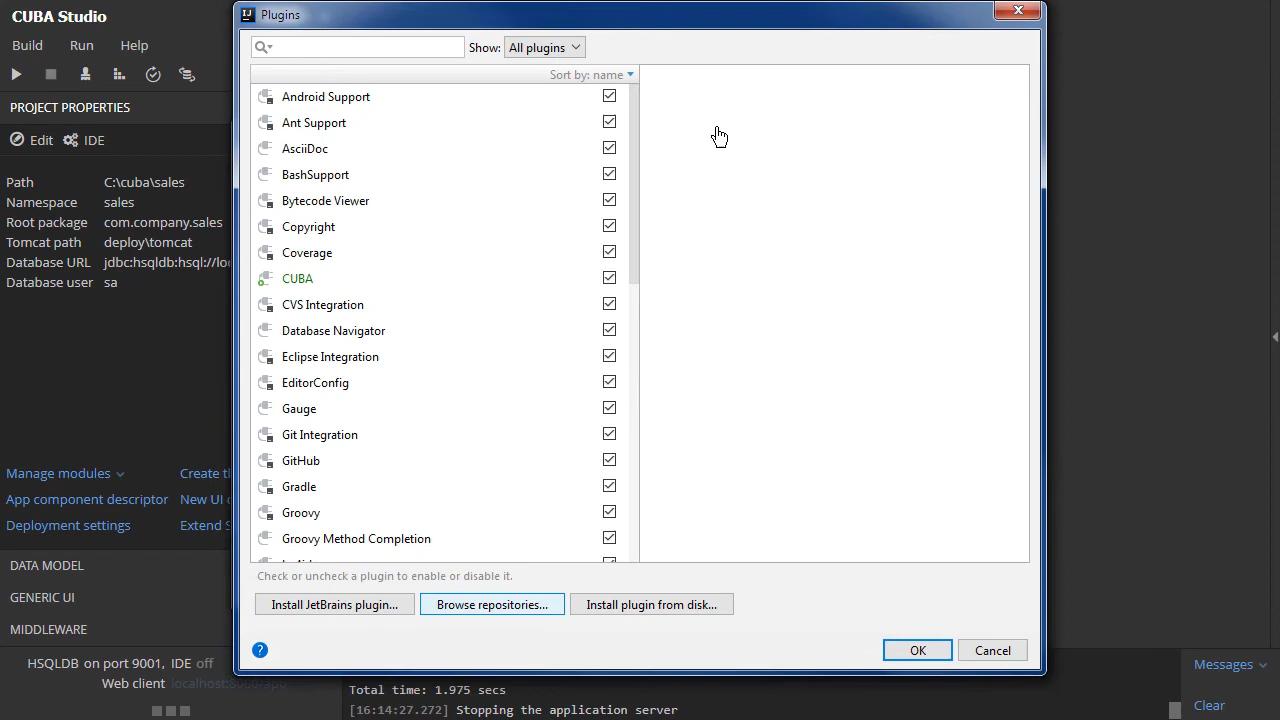 CUBA Studio
Build Run Help
PROJECT PROPERTIES
Edit IDE
Path C:\cuba\sales
Namespace sales
Root package com.company.sales
Tomcat path deploy\tomcat
Database URL jdbc:hsqldb:hsql://lo
Database user sa
Manage modules Create
App component descriptor New UI
Deployment settings Extend
DATA MODEL
GENERIC UI
MIDDLEWARE
HSQLDB on port 9001, IDE off
Web client
Plugins
Show: All plugins
Sort by: name
Android Support
Ant Support
AsciiDoc
BashSupport
Bytecode Viewer
Copyright
Coverage
CUBA
CVS Integration
Database Navigator
Eclipse Integration
EditorConfig
Gauge
Git Integration
GitHub
Gradle
Groovy
Groovy Method Completion
Check or uncheck a plugin to enable or disable it.
Install JetBrains plugin... Browse repositories... Install plugin from disk...
? OK Cancel
Total time: 1.975 secs
[16:14:27.272] Stopping the application server
Messages
Clear